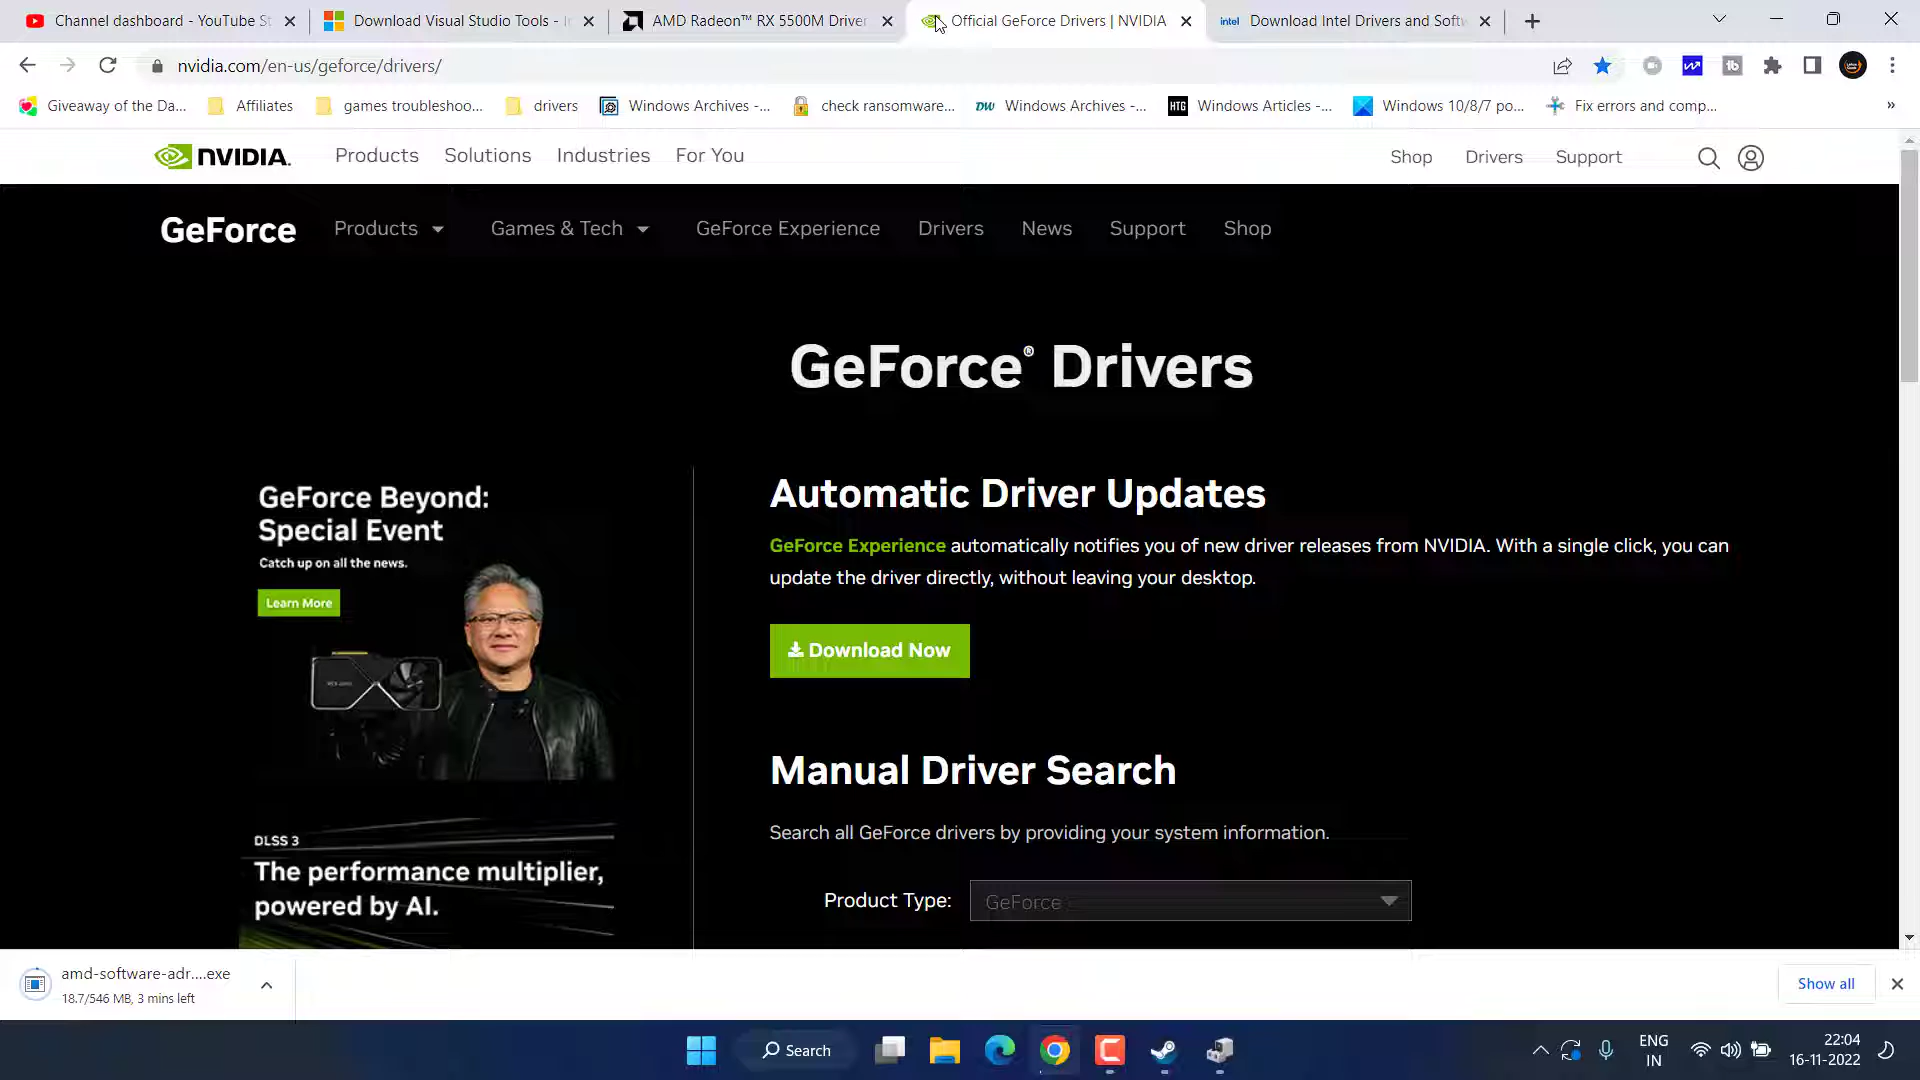 Channel dashboard - YouTube St
Download Visual Studio Tools - I
AMD Radeon™ RX 5500M Driver
Official GeForce Drivers | NVIDIA
intel Download Intel Drivers and Softw
nvidia.com/en-us/geforce/drivers/
Giveaway of the Da...
Affiliates
games troubleshoo...
drivers
Windows Archives -...
check ransomware...
DW Windows Archives -...
HTG Windows Articles -...
Windows 10/8/7 po...
Fix errors and comp...
»
NVIDIA.
Products
Solutions
Industries
For You
Shop
Drivers
Support
GeForce
Products
Games & Tech
GeForce Experience
Drivers
News
Support
Shop
GeForce® Drivers
GeForce Beyond:
Special Event
Catch up on all the news.
Learn More
DLSS 3
The performance multiplier,
powered by AI.
Automatic Driver Updates
GeForce Experience automatically notifies you of new driver releases from NVIDIA. With a single click, you can
update the driver directly, without leaving your desktop.
Download Now
Manual Driver Search
Search all GeForce drivers by providing your system information.
Product Type:
GeForce
amd-software-adr....exe
18.7/546 MB, 3 mins left
Show all
Search
ENG
IN
22:04
16-11-2022